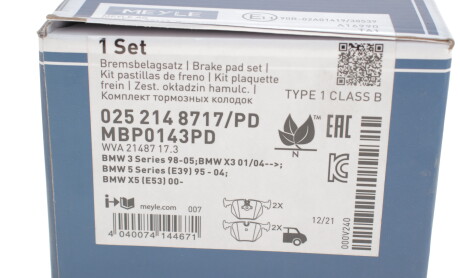 MEYLE
1 Set
Bremsbelagsatz | Brake pad set |
Kit pastillas de freno | Kit plaquette
frein | Zest. okładzin hamulc. |
Комплект тормозных колодок
TYPE 1 CLASS B
025 214 8717/PD
MBP0143PD
WVA 21487 17.3
BMW 3 Series 98-05;BMW X3 01/04-->;
BMW 5 Series (E39) 95 - 04;
BMW X5 (E53) 00-
N
EAC
meyle.com
007
2X
2X
12/21
000V240
4 040074 144671